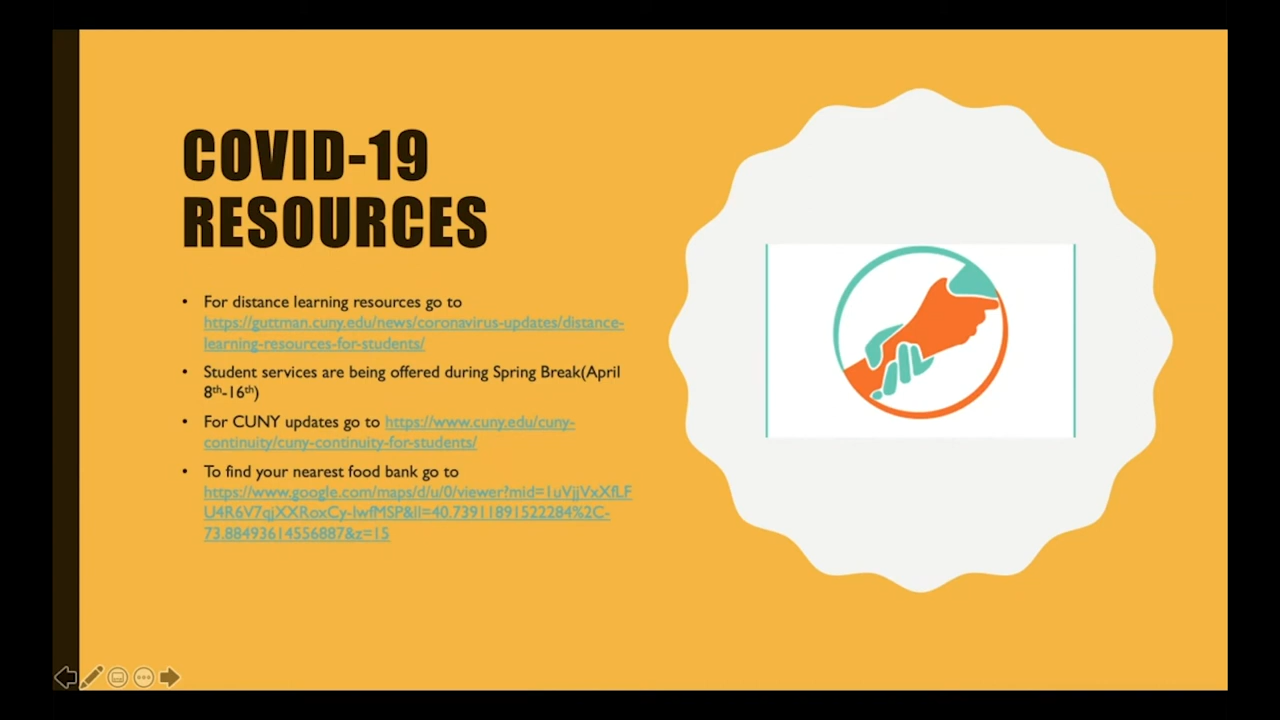 COVID-19
RESOURCES
• For distance learning resources go to
https://guttman.cuny.edu/news/coronavirus-updates/distance-
learning-resources-for-students/
• Student services are being offered during Spring Break(April
8th-16th)
• For CUNY updates go to https://www.cuny.edu/cuny-
continuity/cuny-continuity-for-students/
• To find your nearest food bank go to
https://www.google.com/maps/d/u/0/viewer?mid=1uVjjVxXfLF
U4R6V7qjXXRoxCy-IwfMSP&ll=40.73911891522284%2C-
73.88493614556887&z=15